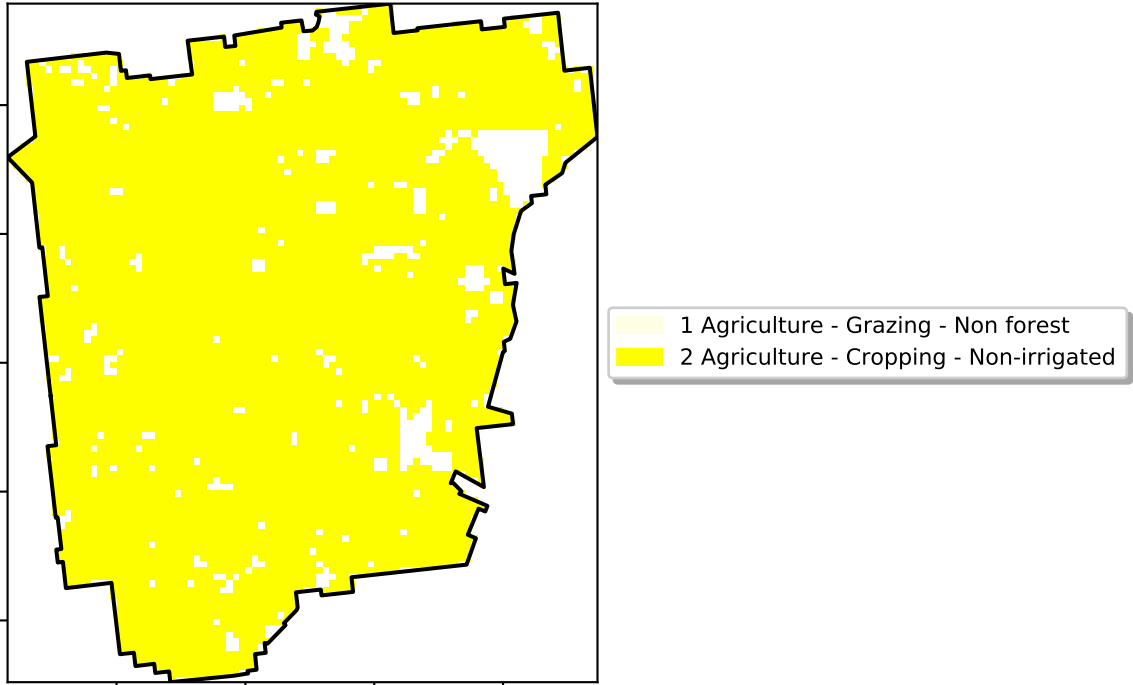 1 Agriculture - Grazing - Non forest
2 Agriculture - Cropping - Non-irrigated